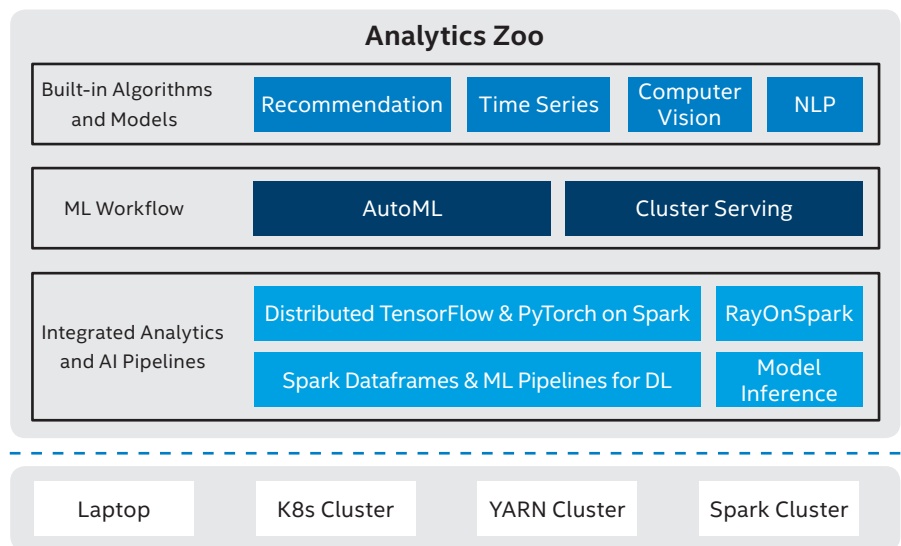 Analytics Zoo
Built-in Algorithms
and Models
Recommendation
Time Series
Computer
Vision
NLP
ML Workflow
AutoML
Cluster Serving
Integrated Analytics
and AI Pipelines
Distributed TensorFlow & PyTorch on Spark
RayOnSpark
Spark Dataframes & ML Pipelines for DL
Model
Inference
Laptop
K8s Cluster
YARN Cluster
Spark Cluster